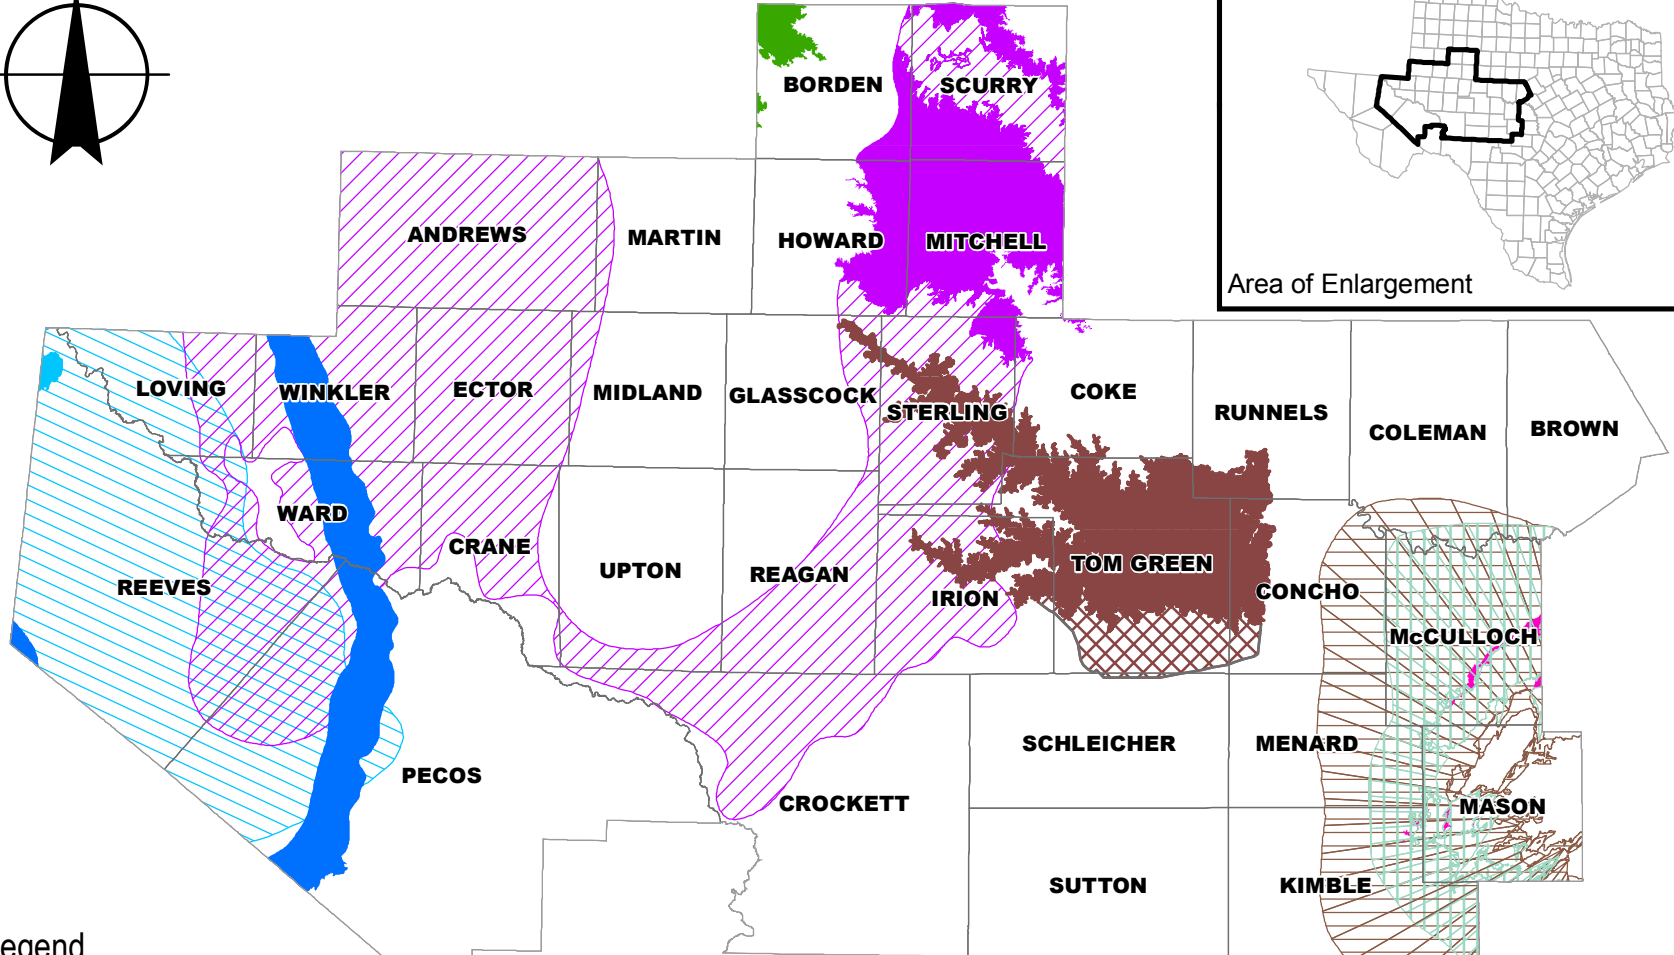 BORDEN
SCURRY
ANDREWS
MARTIN
HOWARD
MITCHELL
Area of Enlargement
LOVING
WINKLER
ECTOR
MIDLAND
GLASSCOCK
STERLING
COKE
RUNNELS
COLEMAN
BROWN
WARD
CRANE
UPTON
REAGAN
IRION
TOM GREEN
CONCHO
REEVES
McCULLOCH
SCHLEICHER
MENARD
PECOS
CROCKETT
MASON
SUTTON
KIMBLE
egend